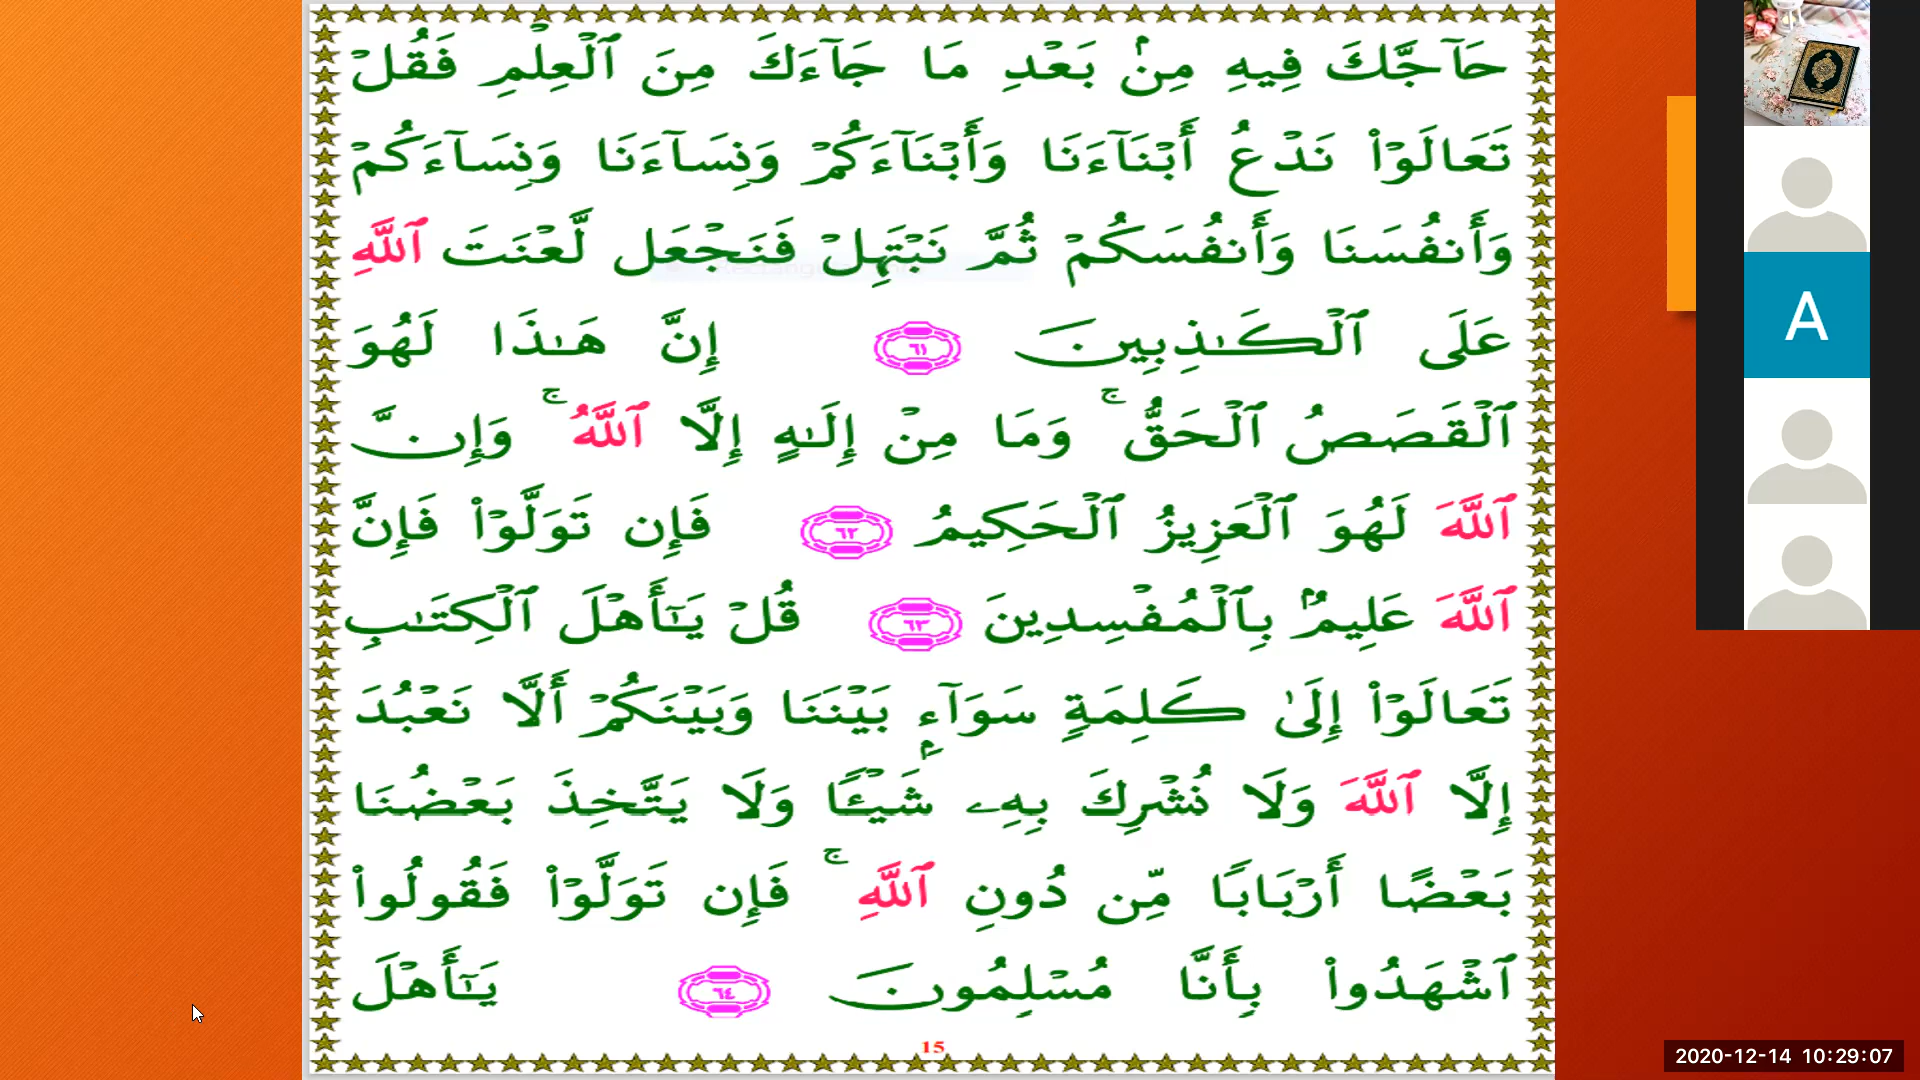 حَآجَّكَ فِيهِ مِنۢ بَعْدِ مَا جَآءَكَ مِنَ ٱلْعِلْمِ فَقُلْ
تَعَالَوْا۟ نَدْعُ أَبْنَآءَنَا وَأَبْنَآءَكُمْ وَنِسَآءَنَا وَنِسَآءَكُمْ
وَأَنفُسَنَا وَأَنفُسَكُمْ ثُمَّ نَبْتَهِلْ فَنَجْعَل لَّعْنَتَ ٱللَّهِ
عَلَى ٱلْكَـٰذِبِينَ ٦١ إِنَّ هَـٰذَا لَهُوَ
ٱلْقَصَصُ ٱلْحَقُّ ۚ وَمَا مِنْ إِلَـٰهٍ إِلَّا ٱللَّهُ ۚ وَإِنَّ
ٱللَّهَ لَهُوَ ٱلْعَزِيزُ ٱلْحَكِيمُ ٦٢ فَإِن تَوَلَّوْا۟ فَإِنَّ
ٱللَّهَ عَلِيمٌۢ بِٱلْمُفْسِدِينَ ٦٣ قُلْ يَـٰٓأَهْلَ ٱلْكِتَـٰبِ
تَعَالَوْا۟ إِلَىٰ كَلِمَةٍ سَوَآءٍۭ بَيْنَنَا وَبَيْنَكُمْ أَلَّا نَعْبُدَ
إِلَّا ٱللَّهَ وَلَا نُشْرِكَ بِهِۦ شَيْـًٔا وَلَا يَتَّخِذَ بَعْضُنَا
بَعْضًا أَرْبَابًا مِّن دُونِ ٱللَّهِ ۚ فَإِن تَوَلَّوْا۟ فَقُولُوا۟
ٱشْهَدُوا۟ بِأَنَّا مُسْلِمُونَ ٦٤ يَـٰٓأَهْلَ
15
A
2020-12-14 10:29:07